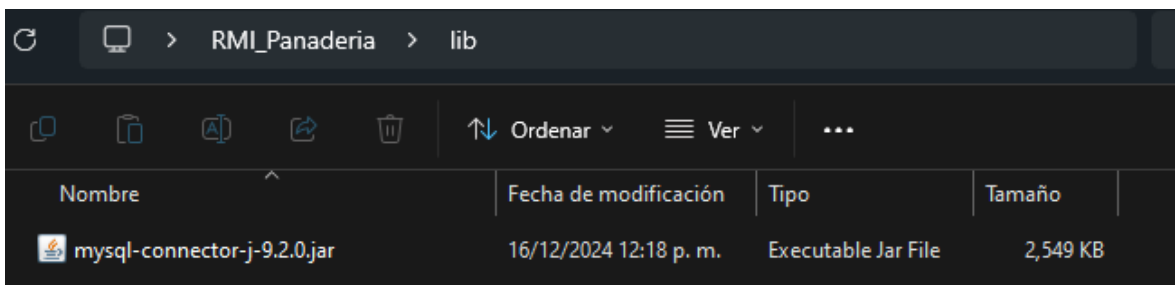 RMI_Panaderia > lib
Ordenar Ver
Nombre Fecha de modificación Tipo Tamaño
mysql-connector-j-9.2.0.jar 16/12/2024 12:18 p. m. Executable Jar File 2,549 KB